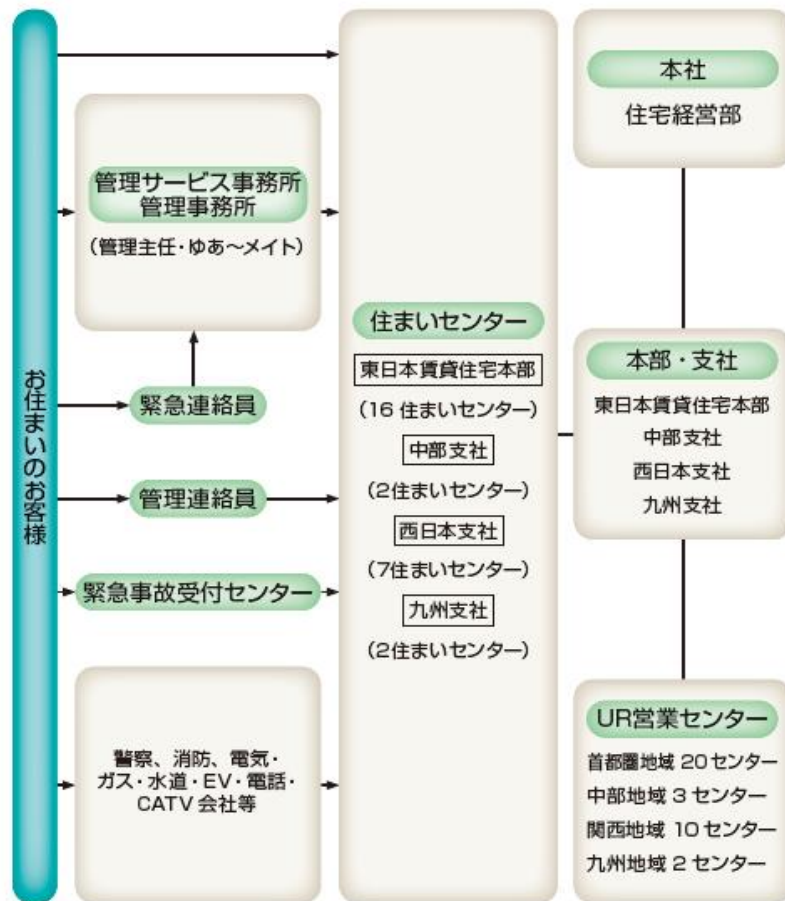 お住まいのお客様
管理サービス事務所
管理事務所
（管理主任・ゆあ～メイト）
緊急連絡員
管理連絡員
緊急事故受付センター
警察、消防、電気・
ガス・水道・EV・電話・
CATV 会社等
住まいセンター
東日本賃貸住宅本部
（16 住まいセンター）
中部支社
（2住まいセンター）
西日本支社
（7住まいセンター）
九州支社
（2住まいセンター）
本社
住宅経営部
本部・支社
東日本賃貸住宅本部
中部支社
西日本支社
九州支社
UR営業センター
首都圏地域 20センター
中部地域 3 センター
関西地域 10 センター
九州地域 2 センター